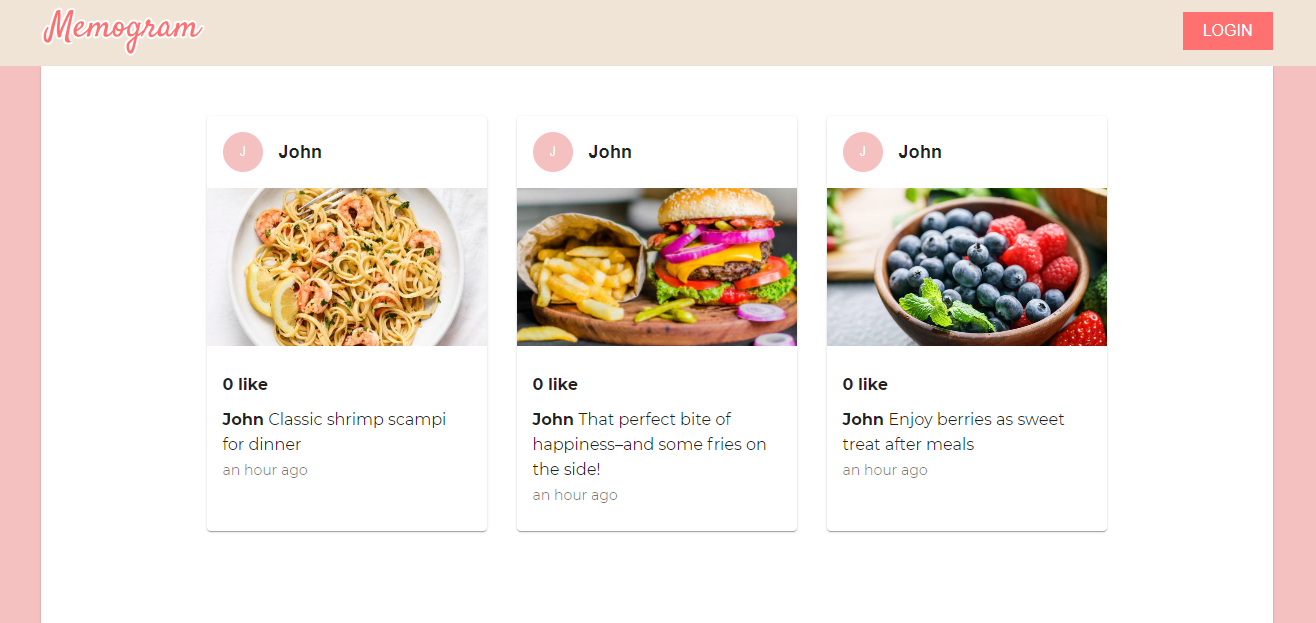 Memogram
LOGIN
J
John
0 like
John Classic shrimp scampi
for dinner
an hour ago
J
John
0 like
John That perfect bite of
happiness–and some fries on
the side!
an hour ago
J
John
0 like
John Enjoy berries as sweet
treat after meals
an hour ago